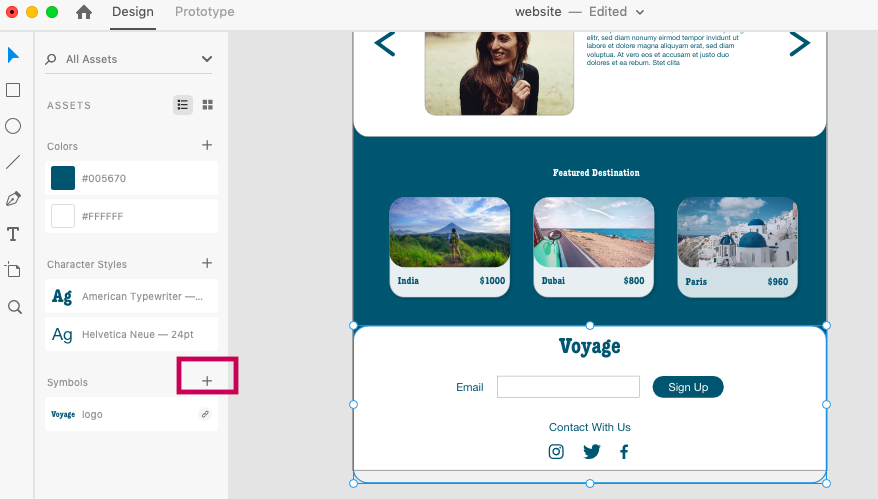 Design
Prototype
website — Edited
All Assets
ASSETS
Colors
#005670
#FFFFFF
Character Styles
Ag American Typewriter —...
Ag Helvetica Neue — 24pt
Symbols
Voyage logo
elitr, sed diam nonumy eirmod tempor invidunt ut
labore et dolore magna aliquyam erat, sed diam
voluptua. At vero eos et accusam et justo duo
dolores et ea rebum. Stet clita
Featured Destination
India $1000
Dubai $800
Paris $960
Voyage
Email
Sign Up
Contact With Us